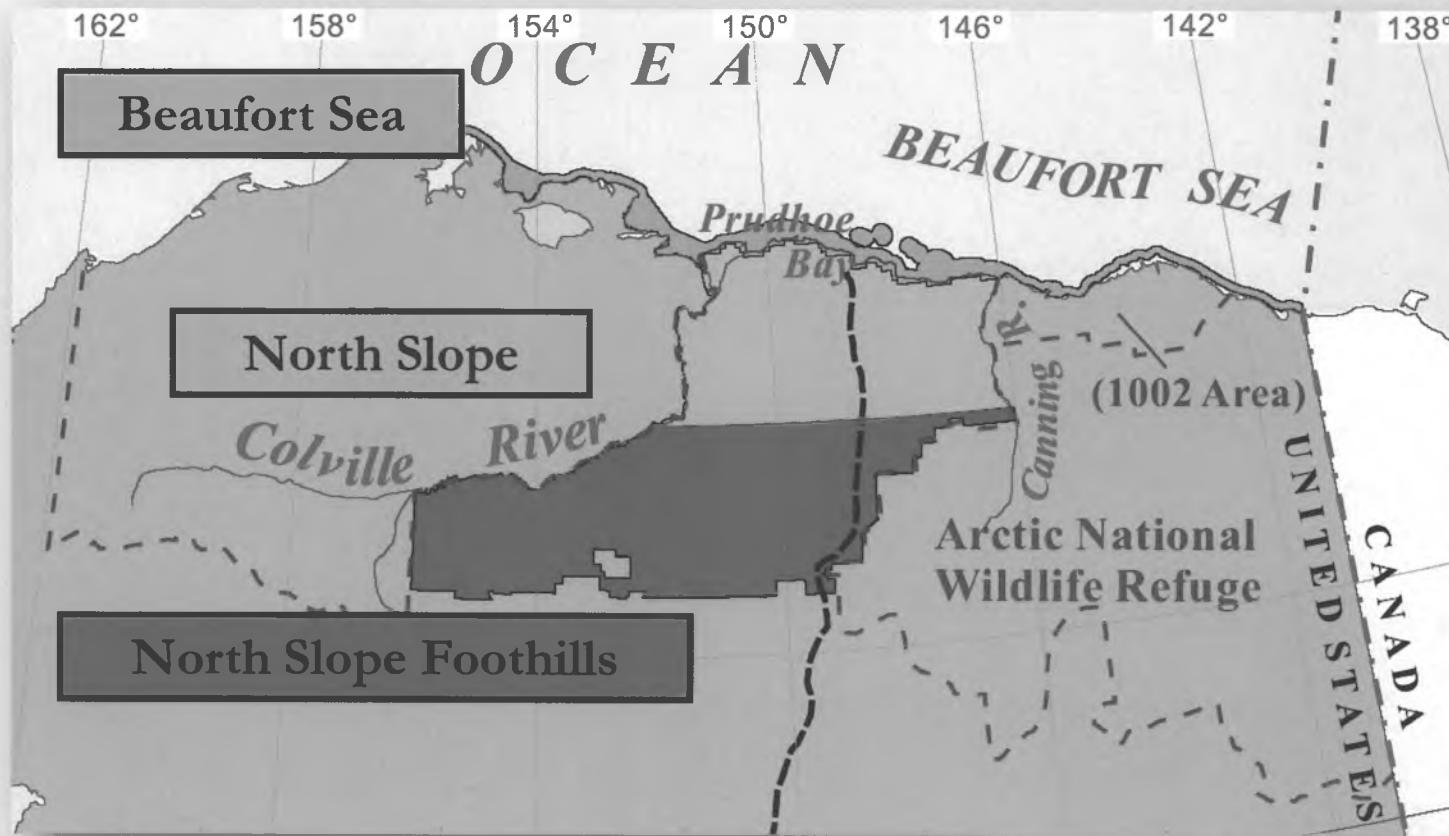 162° 158° 154° 150° 146° 142° 138°
OCEAN
Beaufort Sea
BEAUFORT SEA
Prudhoe
Bay
North Slope
Canning R.
(1002 Area)
Colville River
UNITED STATES
CANADA
Arctic National
Wildlife Refuge
North Slope Foothills